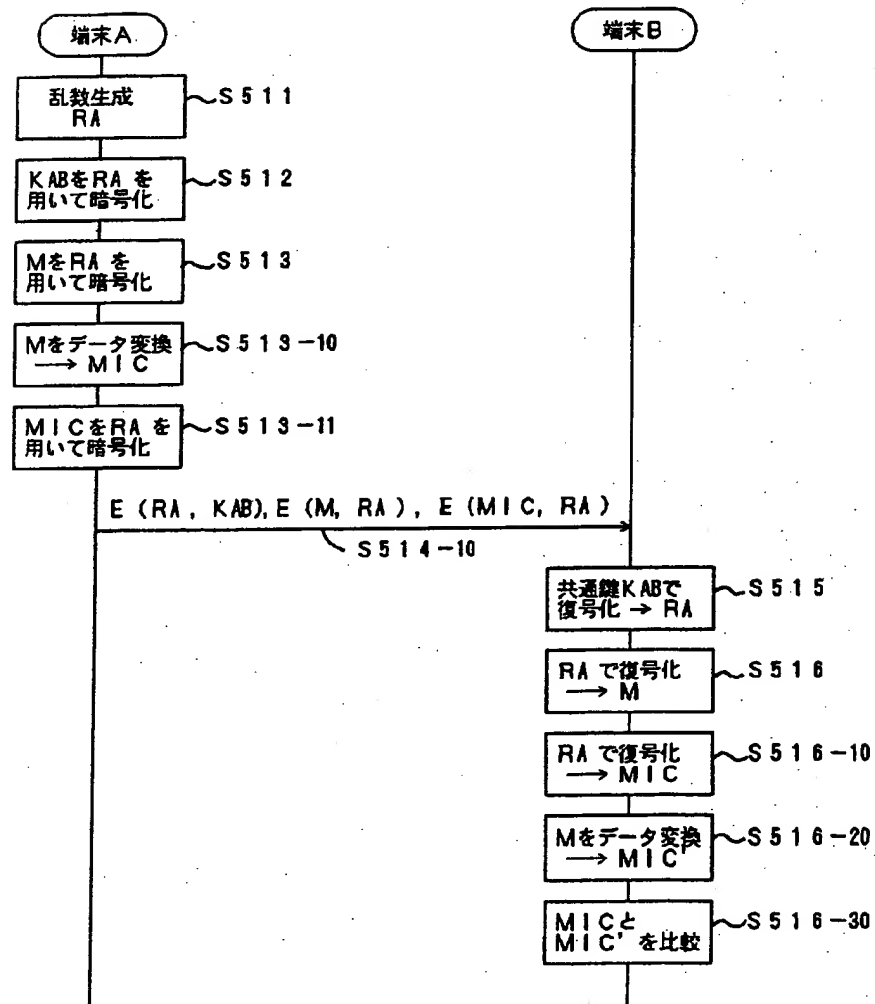 端末A
端末B
乱数生成
RA
S511
KABをRAを
用いて暗号化
S512
MをRAを
用いて暗号化
S513
Mをデータ変換
→ MIC
S513-10
MICをRAを
用いて暗号化
S513-11
E (RA, KAB), E (M, RA), E (MIC, RA)
S514-10
共通鍵KABで
復号化 → RA
S515
RAで復号化
→ M
S516
RAで復号化
→ MIC
S516-10
Mをデータ変換
→ MIC'
S516-20
MICと
MIC'を比較
S516-30